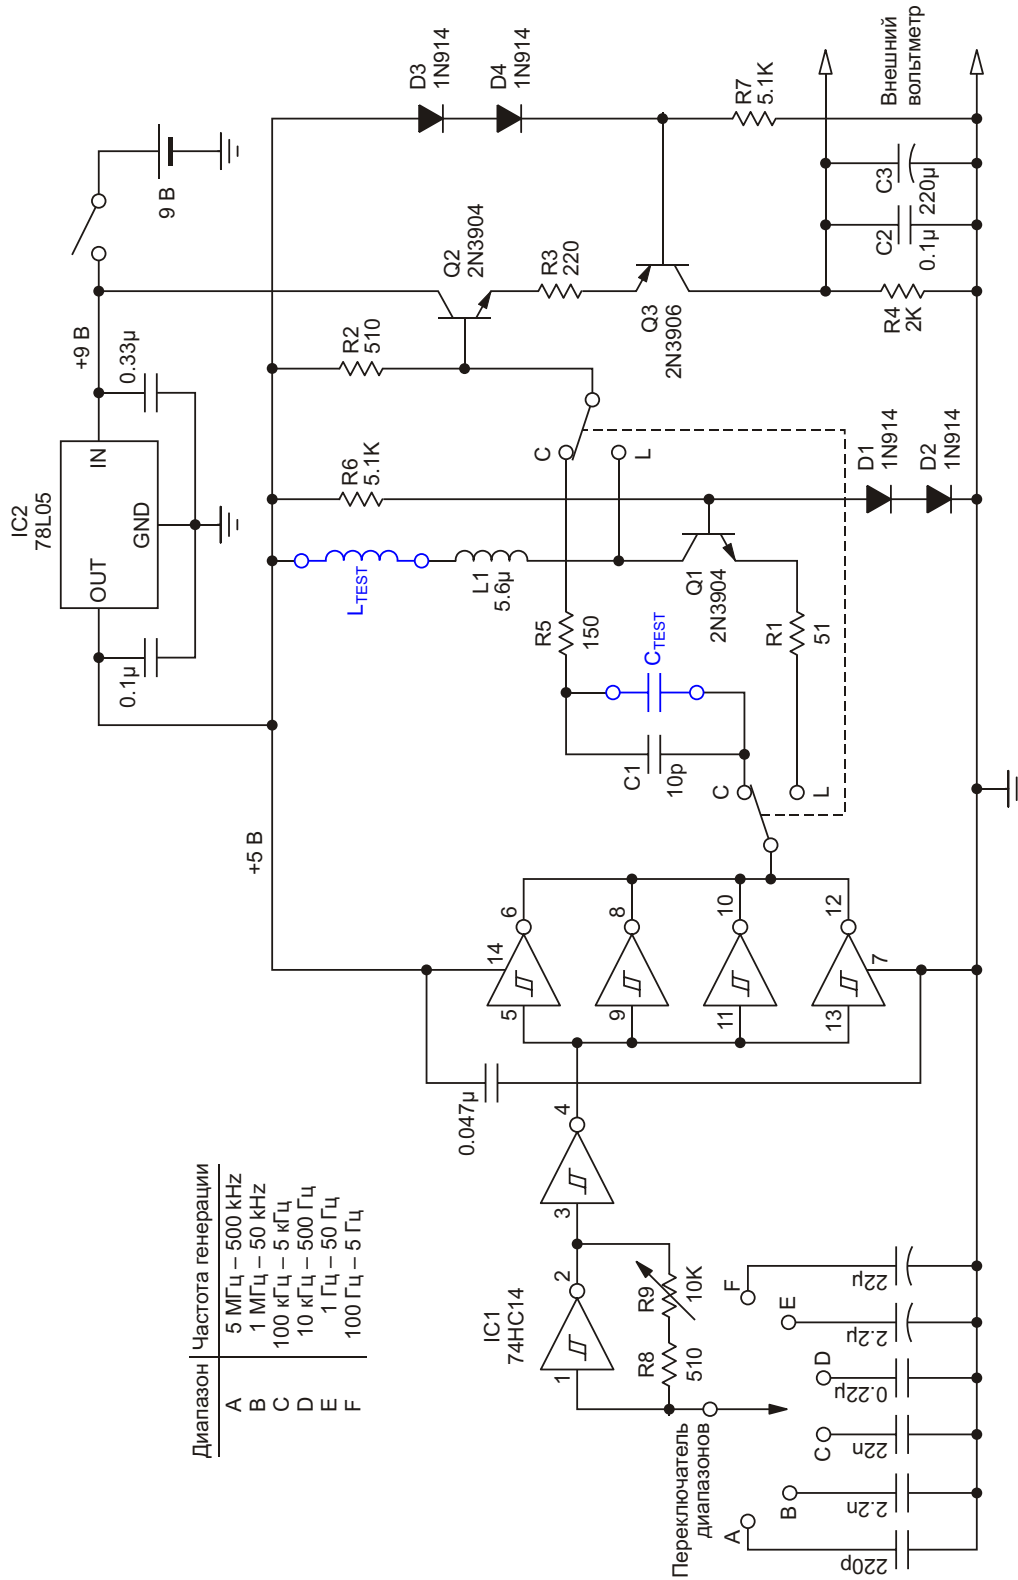 Диапазон Частота генерации
A 5 МГц – 500 kHz
B 1 МГц – 50 kHz
C 100 кГц – 5 кГц
D 10 кГц – 500 Гц
E 1 Гц – 50 Гц
F 100 Гц – 5 Гц
IC2
78L05
OUT
IN
GND
0.1μ
0.33μ
+9 В
9 В
+5 В
LTEST
L1
5.6μ
R6
5.1K
R2
510
Q2
2N3904
D3
1N914
D4
1N914
R3
220
Q3
2N3906
R7
5.1K
C
L
R5
150
CTEST
C1
10p
C
L
Q1
2N3904
R1
51
D1
1N914
D2
1N914
R4
2K
C2
0.1μ
C3
220μ
Внешний
вольтметр
0.047μ
14
5
6
9
8
11
10
13
12
7
3
4
IC1
74HC14
1
2
R8
510
R9
10K
Переключатель
диапазонов
A
B
C
D
E
F
220p
2.2n
22n
0.22μ
2.2μ
22μ